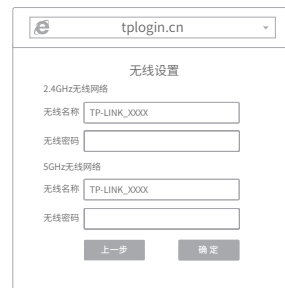 tplogin.cn
无线设置
2.4GHz无线网络
无线名称 TP-LINK_XXXX
无线密码
5GHz无线网络
无线名称 TP-LINK_XXXX
无线密码
上一步 确 定